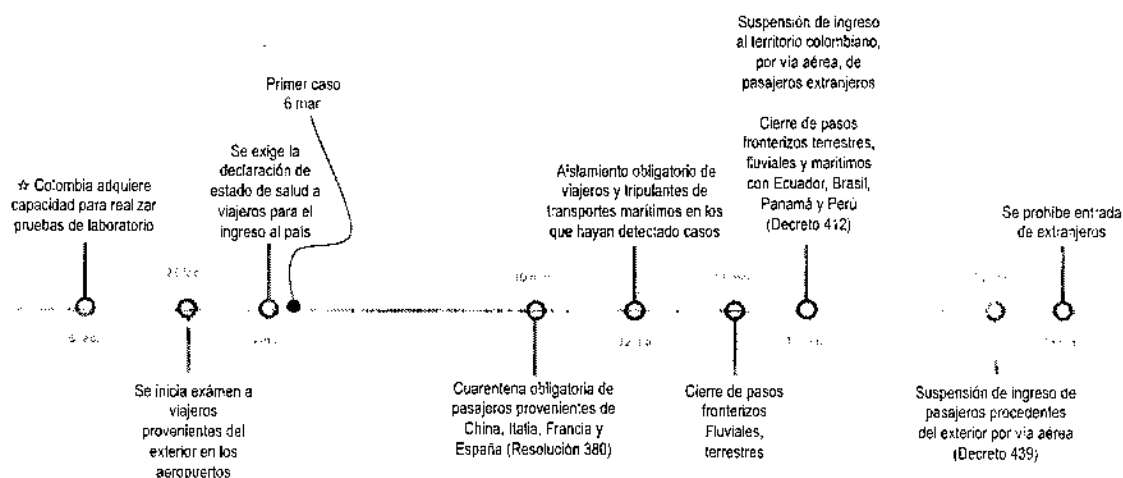 ☆ Colombia adquiere
capacidad para realizar
pruebas de laboratorio
Se inicia exámen a
viajeros
provenientes del
exterior en los
aeropuertos
Se exige la
declaración de
estado de salud a
viajeros para el
ingreso al país
Primer caso
6 mar
Cuarentena obligatoria de
pasajeros provenientes de
China, Italia, Francia y
España (Resolución 380)
Aislamiento obligatorio de
viajeros y tripulantes de
transportes marítimos en los
que hayan detectado casos
Cierre de pasos
fronterizos
Fluviales,
terrestres
Suspensión de ingreso
al territorio colombiano,
por vía aérea, de
pasajeros extranjeros
Cierre de pasos
fronterizos terrestres,
fluviales y marítimos
con Ecuador, Brasil,
Panamá y Perú
(Decreto 412)
Suspensión de ingreso de
pasajeros procedentes
del exterior por vía aérea
(Decreto 439)
Se prohíbe entrada
de extranjeros